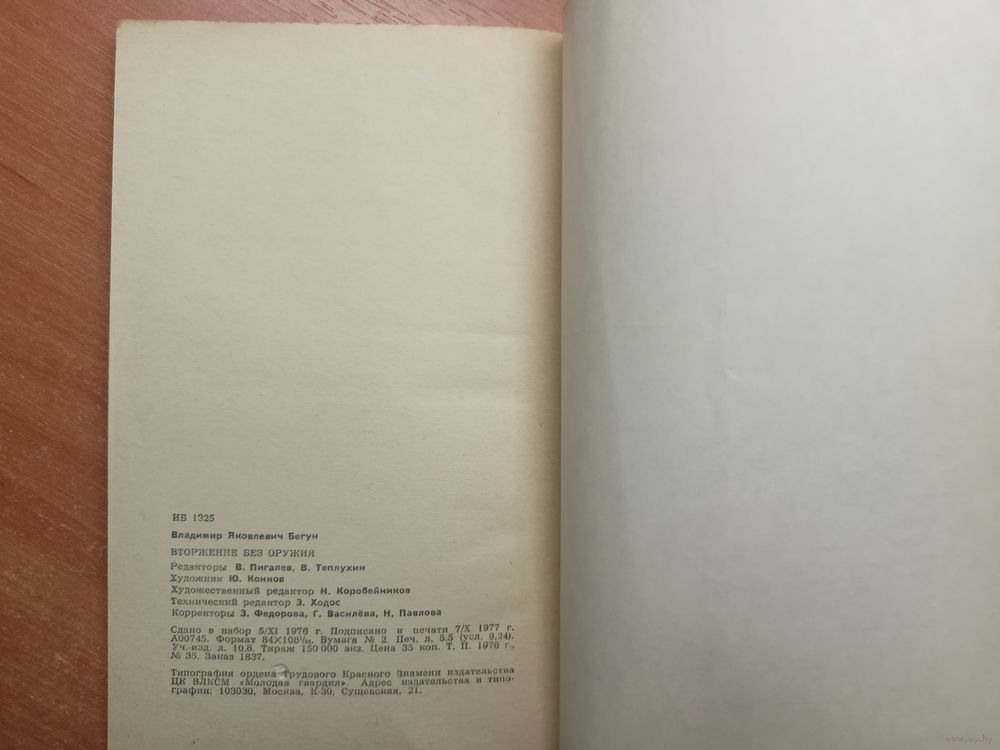 ИБ 1325
Владимир Яковлевич Бегун
ВТОРЖЕНИЕ БЕЗ ОРУЖИЯ
Редакторы В. Пигалев, В. Теплухин
Художник Ю. Коннов
Художественный редактор Н. Коробейников
Технический редактор З. Ходос
Корректоры З. Федорова, Г. Василёва, Н. Павлова
Сдано в набор 5/XI 1976 г. Подписано к печати 7/X 1977 г.
А00745. Формат 84×108¹/₃₂. Бумага № 2. Печ. л. 5,5 (усл. 9,24).
Уч.-изд. л. 10,8. Тираж 150 000 экз. Цена 35 коп. Т. П. 1976 г.,
№ 35. Заказ 1837.
Типография ордена Трудового Красного Знамени издательства
ЦК ВЛКСМ «Молодая гвардия». Адрес издательства и типо-
графии: 103030, Москва, К-30, Сущевская, 21.
www.ay.by